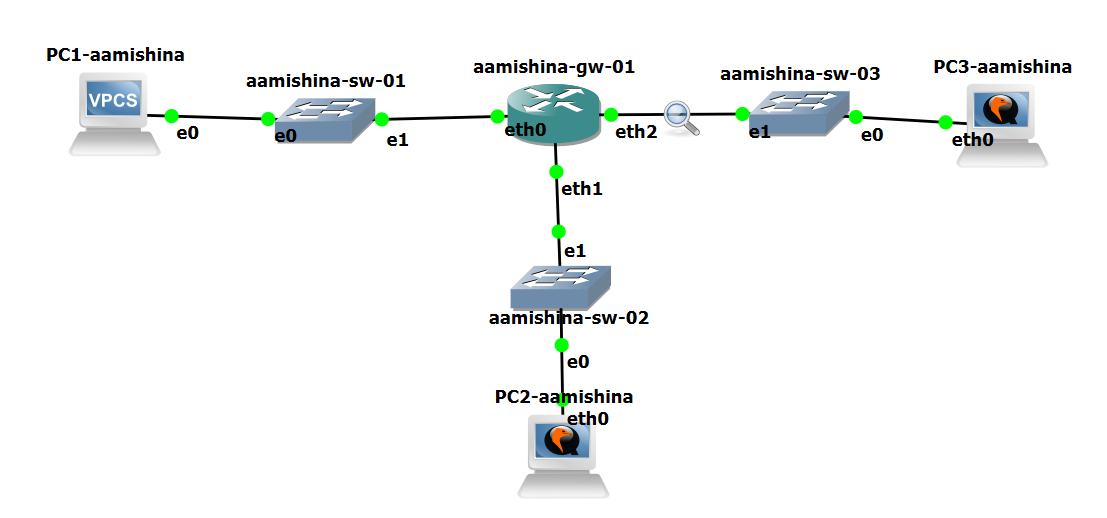 PC1-aamishina
VPCS
e0
aamishina-sw-01
e0
e1
aamishina-gw-01
eth0
eth2
eth1
aamishina-sw-03
e1
e0
PC3-aamishina
eth0
e1
aamishina-sw-02
e0
PC2-aamishina
eth0